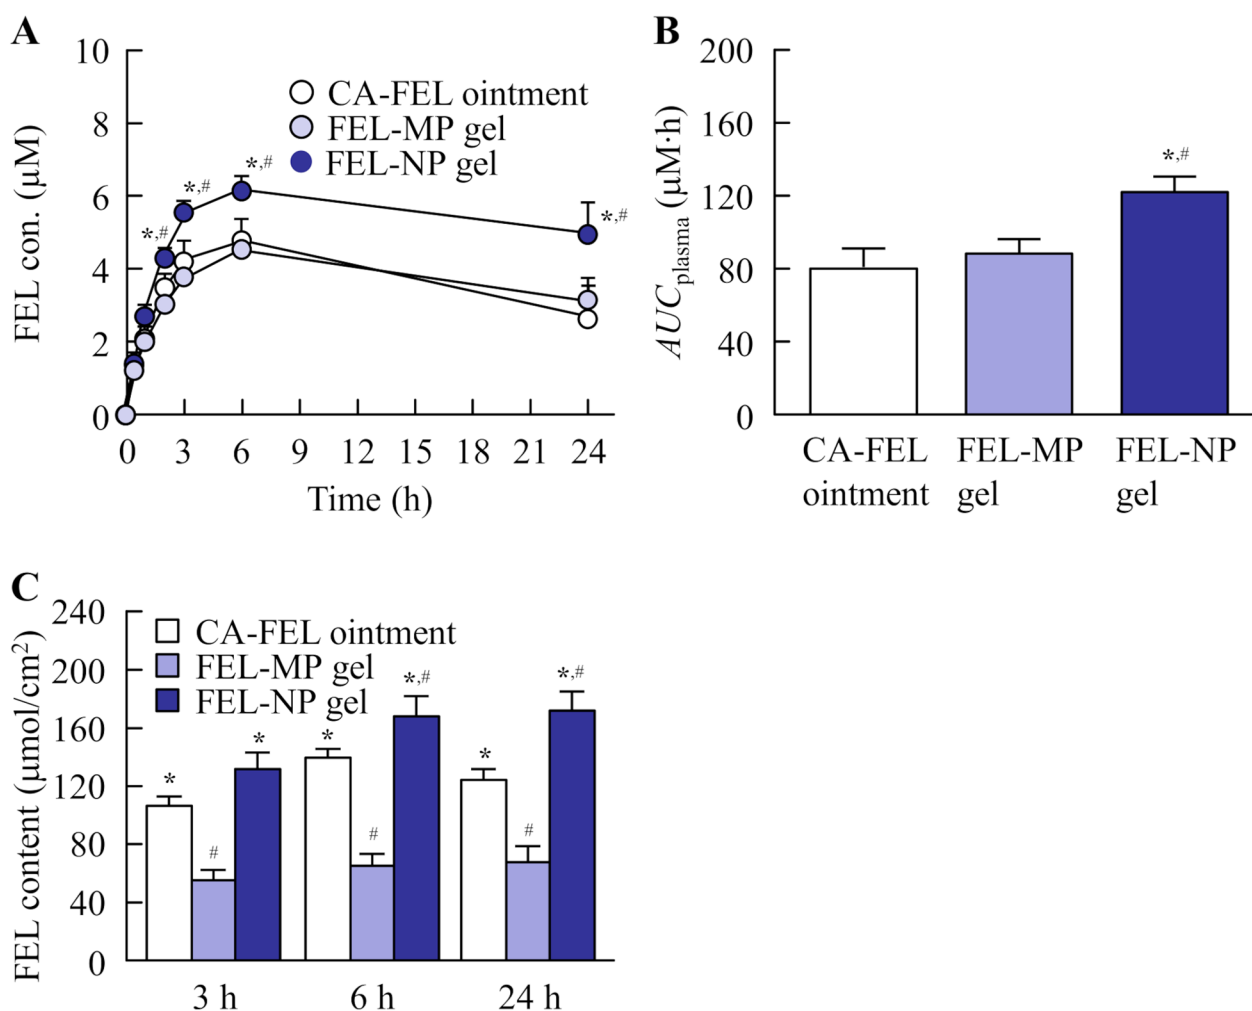 A
FEL con. (μM)
10
8
6
4
2
0
CA-FEL ointment
FEL-MP gel
FEL-NP gel
*,#
*,#
*,#
*,#
0 3 6 9 12 15 18 21 24
Time (h)
B
AUCplasma (μM·h)
200
160
120
80
40
0
*,#
CA-FEL
ointment
FEL-MP
gel
FEL-NP
gel
C
FEL content (μmol/cm2)
240
200
160
120
80
40
0
CA-FEL ointment
FEL-MP gel
FEL-NP gel
*
#
*
*
#
*,#
*
#
*,#
3 h 6 h 24 h